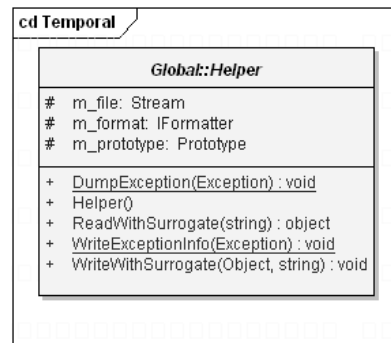 cd Temporal
Global::Helper
# m_file: Stream
# m_format: IFormatter
# m_prototype: Prototype
+ DumpException(Exception) : void
+ Helper()
+ ReadWithSurrogate(string) : object
+ WriteExceptionInfo(Exception) : void
+ WriteWithSurrogate(Object, string) : void